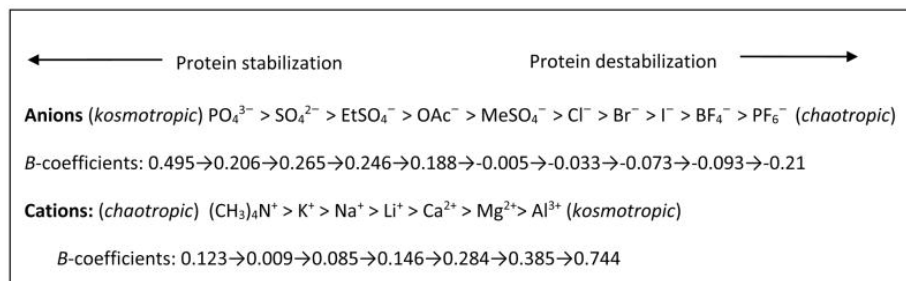 Protein stabilization Protein destabilization
Anions (kosmotropic) PO₄³⁻ > SO₄²⁻ > EtSO₄⁻ > OAc⁻ > MeSO₄⁻ > Cl⁻ > Br⁻ > I⁻ > BF₄⁻ > PF₆⁻ (chaotropic)
B-coefficients: 0.495→0.206→0.265→0.246→0.188→-0.005→-0.033→-0.073→-0.093→-0.21
Cations: (chaotropic) (CH₃)₄N⁺ > K⁺ > Na⁺ > Li⁺ > Ca²⁺ > Mg²⁺> Al³⁺ (kosmotropic)
B-coefficients: 0.123→0.009→0.085→0.146→0.284→0.385→0.744